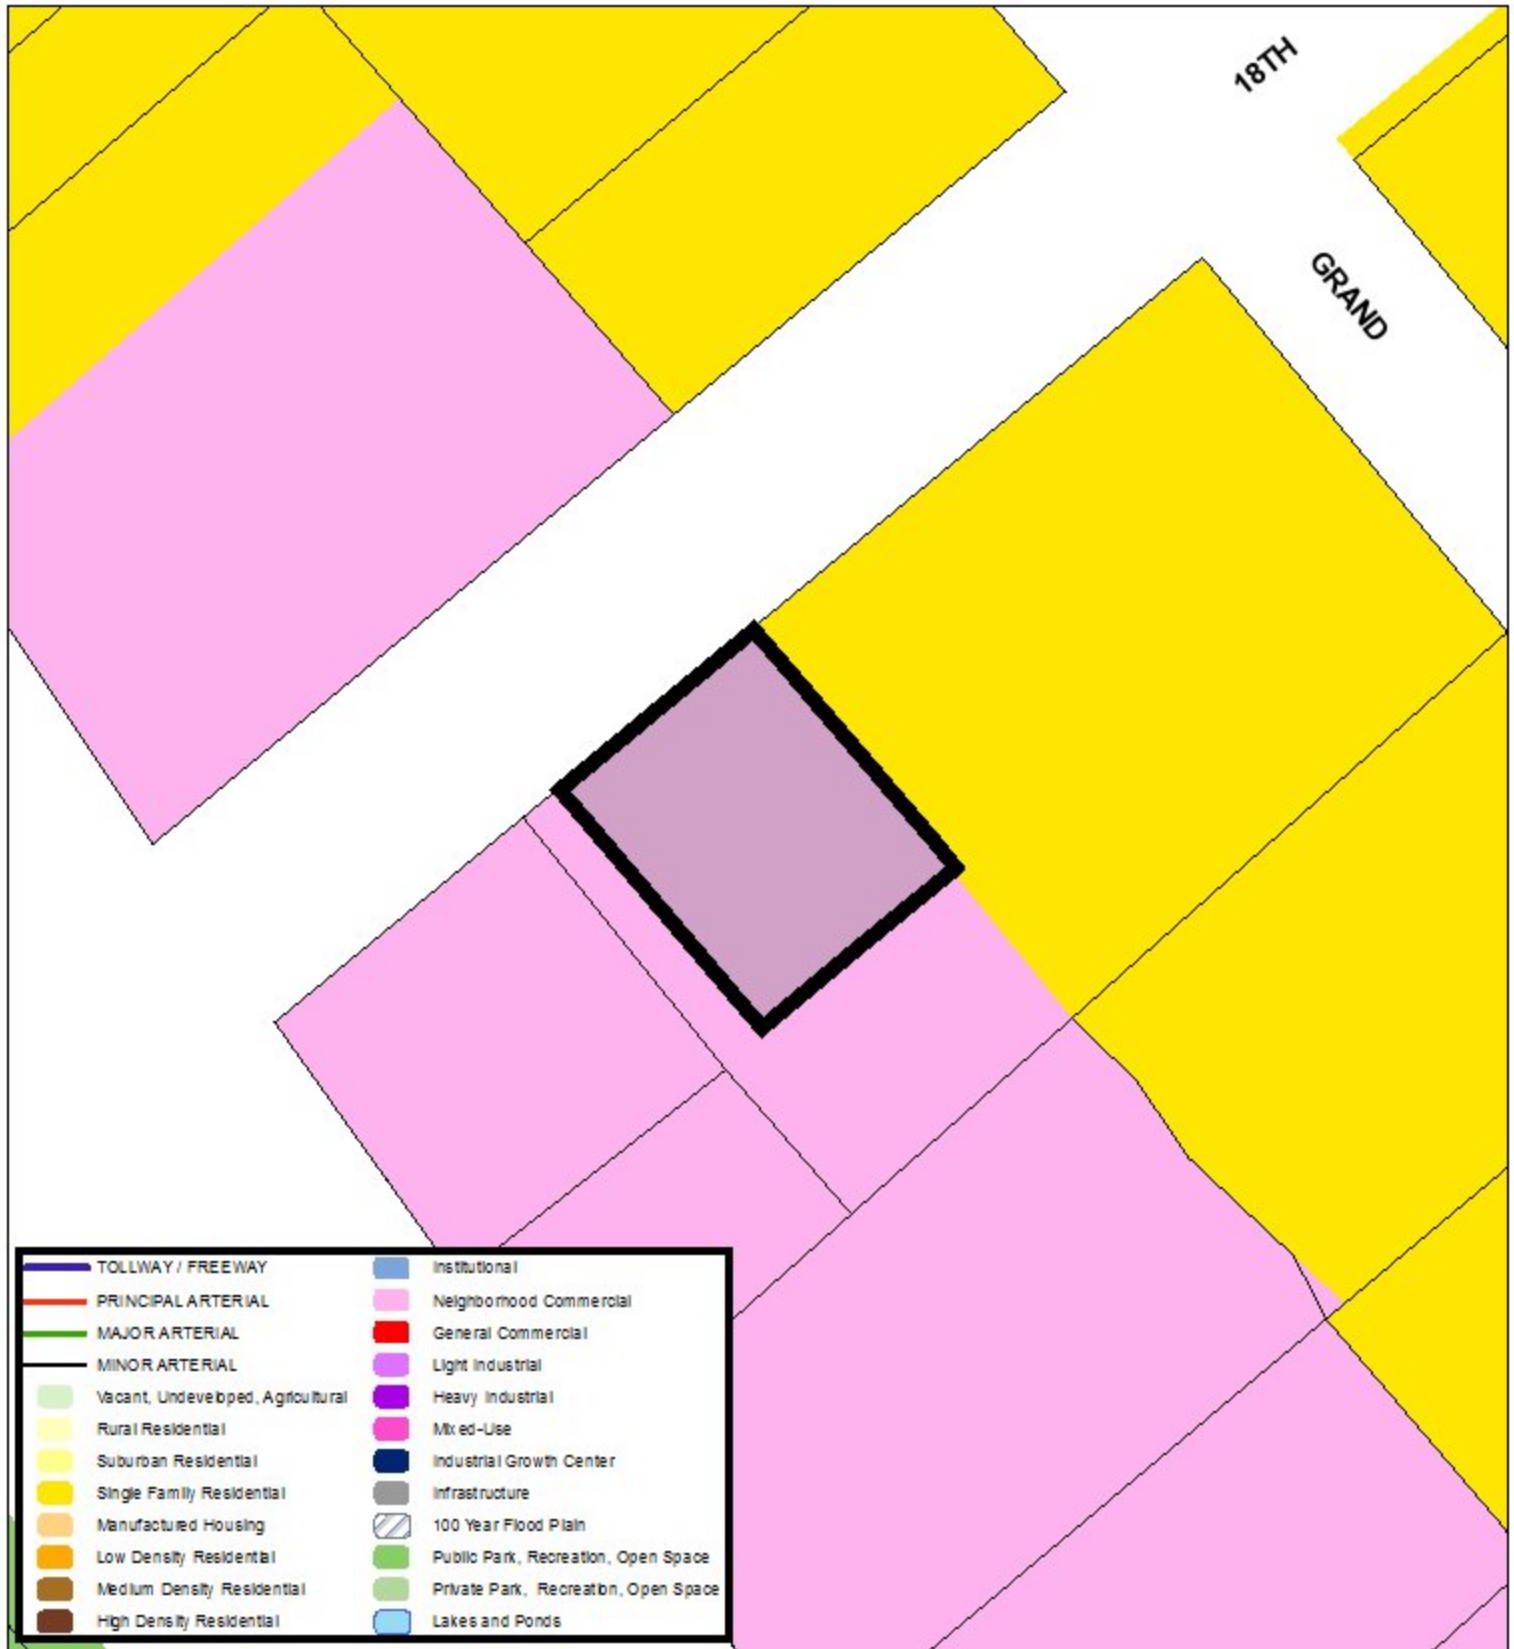 18TH
GRAND
TOLLWAY / FREEWAY
PRINCIPAL ARTERIAL
MAJOR ARTERIAL
MINOR ARTERIAL
Vacant, Undeveloped, Agricultural
Rural Residential
Suburban Residential
Single Family Residential
Manufactured Housing
Low Density Residential
Medium Density Residential
High Density Residential
Institutional
Neighborhood Commercial
General Commercial
Light Industrial
Heavy Industrial
Mixed-Use
Industrial Growth Center
Infrastructure
100 Year Flood Plain
Public Park, Recreation, Open Space
Private Park, Recreation, Open Space
Lakes and Ponds